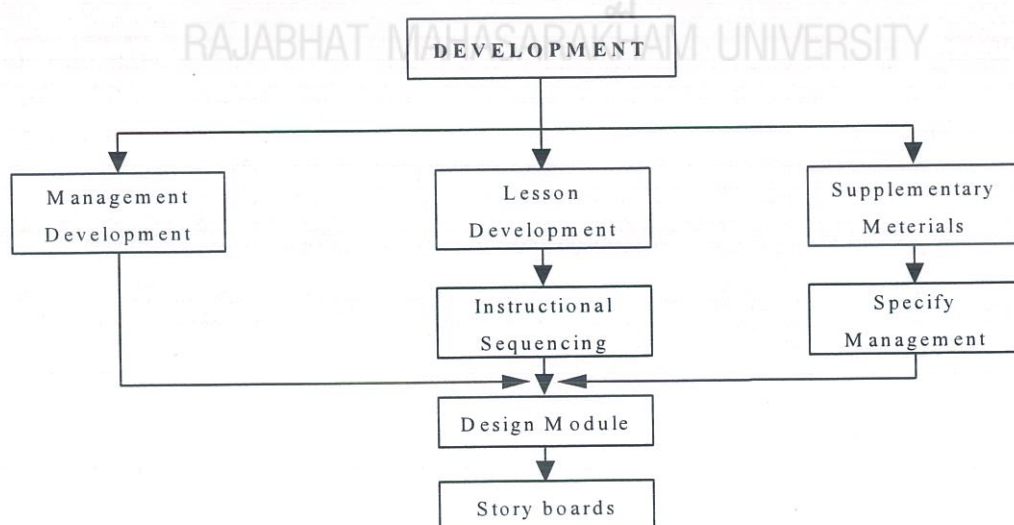 RAJABHAT MAHASARAKHAM UNIVERSITY
DEVELOPMENT
Management
Development
Lesson
Development
Supplementary
Meterials
Instructional
Sequencing
Specify
Management
Design Module
Story boards